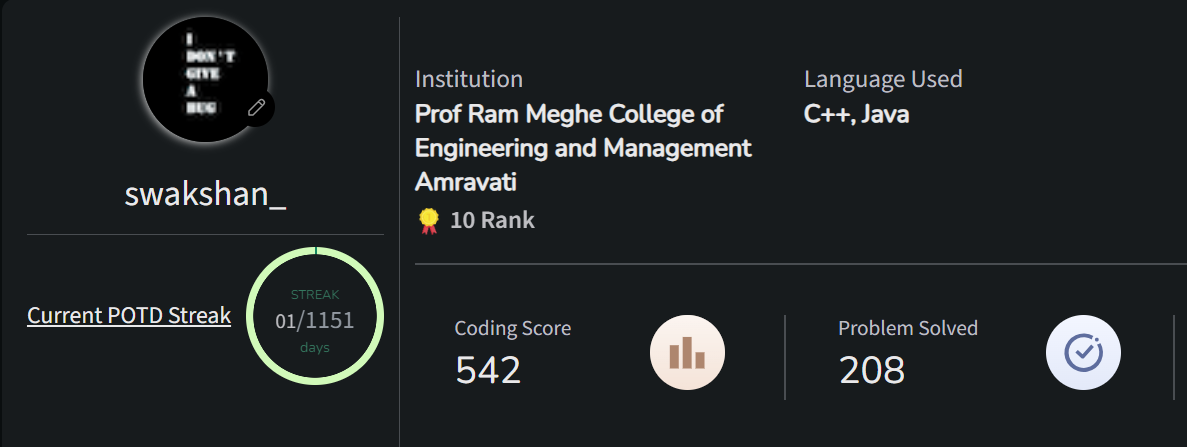 I
DON'T
GIVE
A
swakshan_
Current POTD Streak
STREAK
01/1151
days
Institution
Prof Ram Meghe College of
Engineering and Management
Amravati
10 Rank
Language Used
C++, Java
Coding Score
542
Problem Solved
208